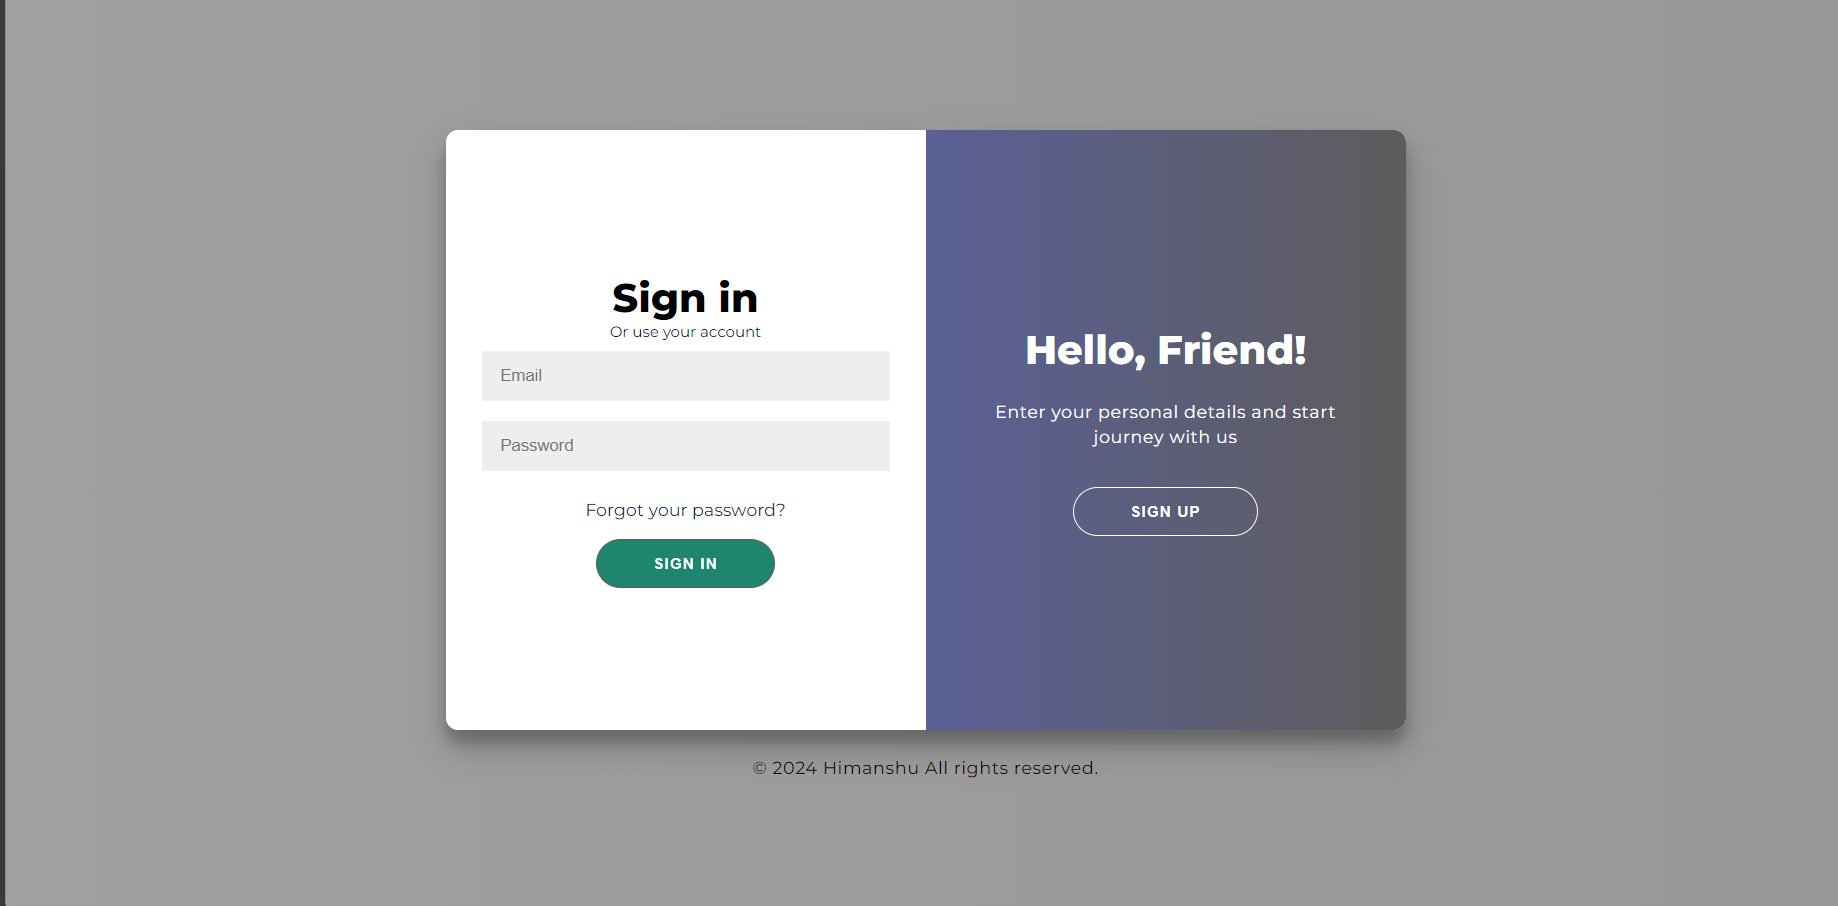 Sign in
Or use your account
Email
Password
Forgot your password?
SIGN IN
Hello, Friend!
Enter your personal details and start
journey with us
SIGN UP
© 2024 Himanshu All rights reserved.